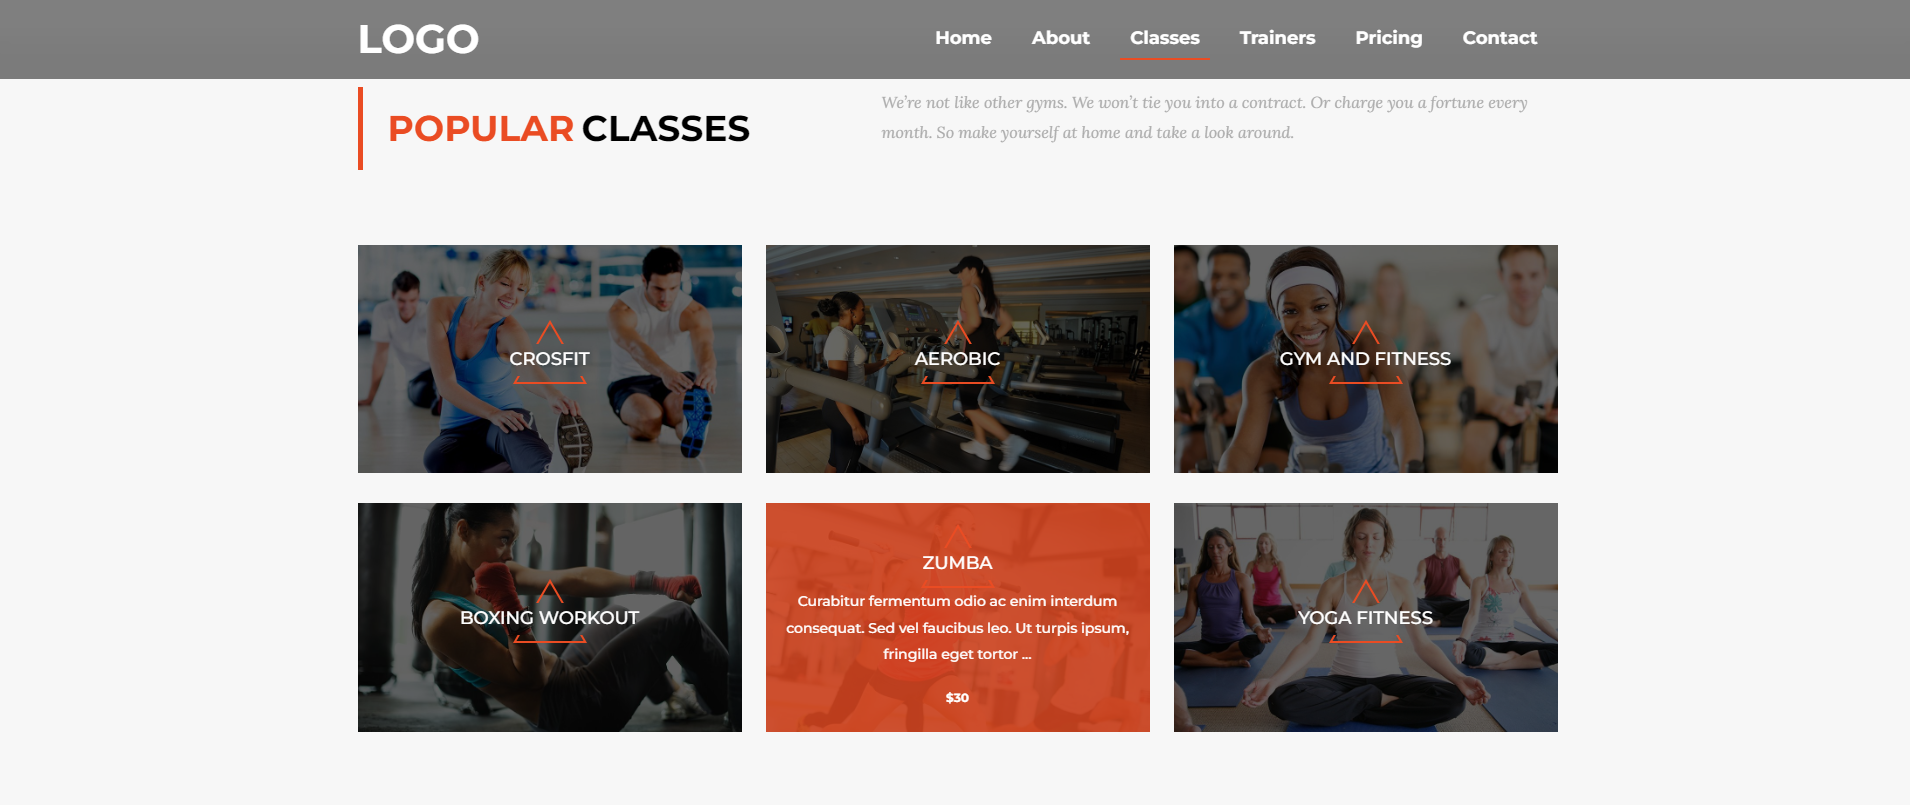 LOGO
Home About Classes Trainers Pricing Contact
POPULAR CLASSES
We're not like other gyms. We won't tie you into a contract. Or charge you a fortune every
month. So make yourself at home and take a look around.
CROSFIT
AEROBIC
GYM AND FITNESS
BOXING WORKOUT
ZUMBA
Curabitur fermentum odio ac enim interdum
consequat. Sed vel faucibus leo. Ut turpis ipsum,
fringilla eget tortor ...
$30
YOGA FITNESS